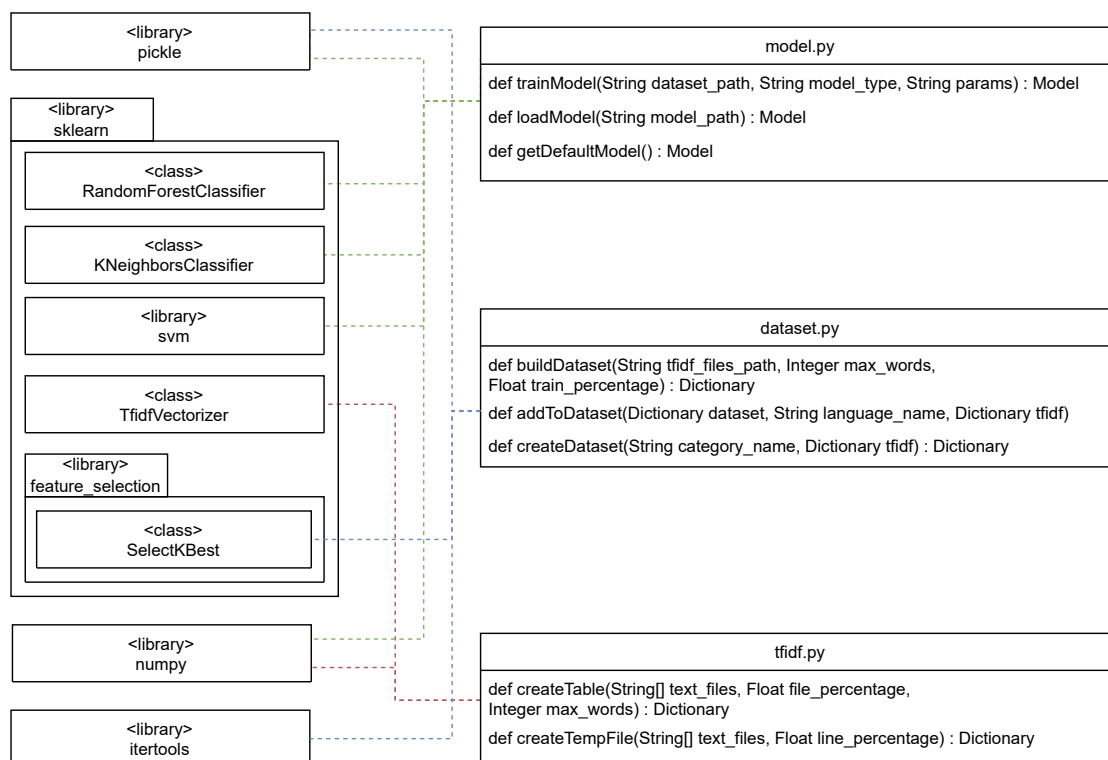 <library>
pickle
<library>
sklearn
<class>
RandomForestClassifier
<class>
KNeighborsClassifier
<library>
svm
<class>
TfidfVectorizer
<library>
feature_selection
<class>
SelectKBest
<library>
numpy
<library>
itertools
model.py
def trainModel(String dataset_path, String model_type, String params) : Model
def loadModel(String model_path) : Model
def getDefaultModel() : Model
dataset.py
def buildDataset(String tfidf_files_path, Integer max_words,
Float train_percentage) : Dictionary
def addToDataset(Dictionary dataset, String language_name, Dictionary tfidf)
def createDataset(String category_name, Dictionary tfidf) : Dictionary
tfidf.py
def createTable(String[] text_files, Float file_percentage,
Integer max_words) : Dictionary
def createTempFile(String[] text_files, Float line_percentage) : Dictionary